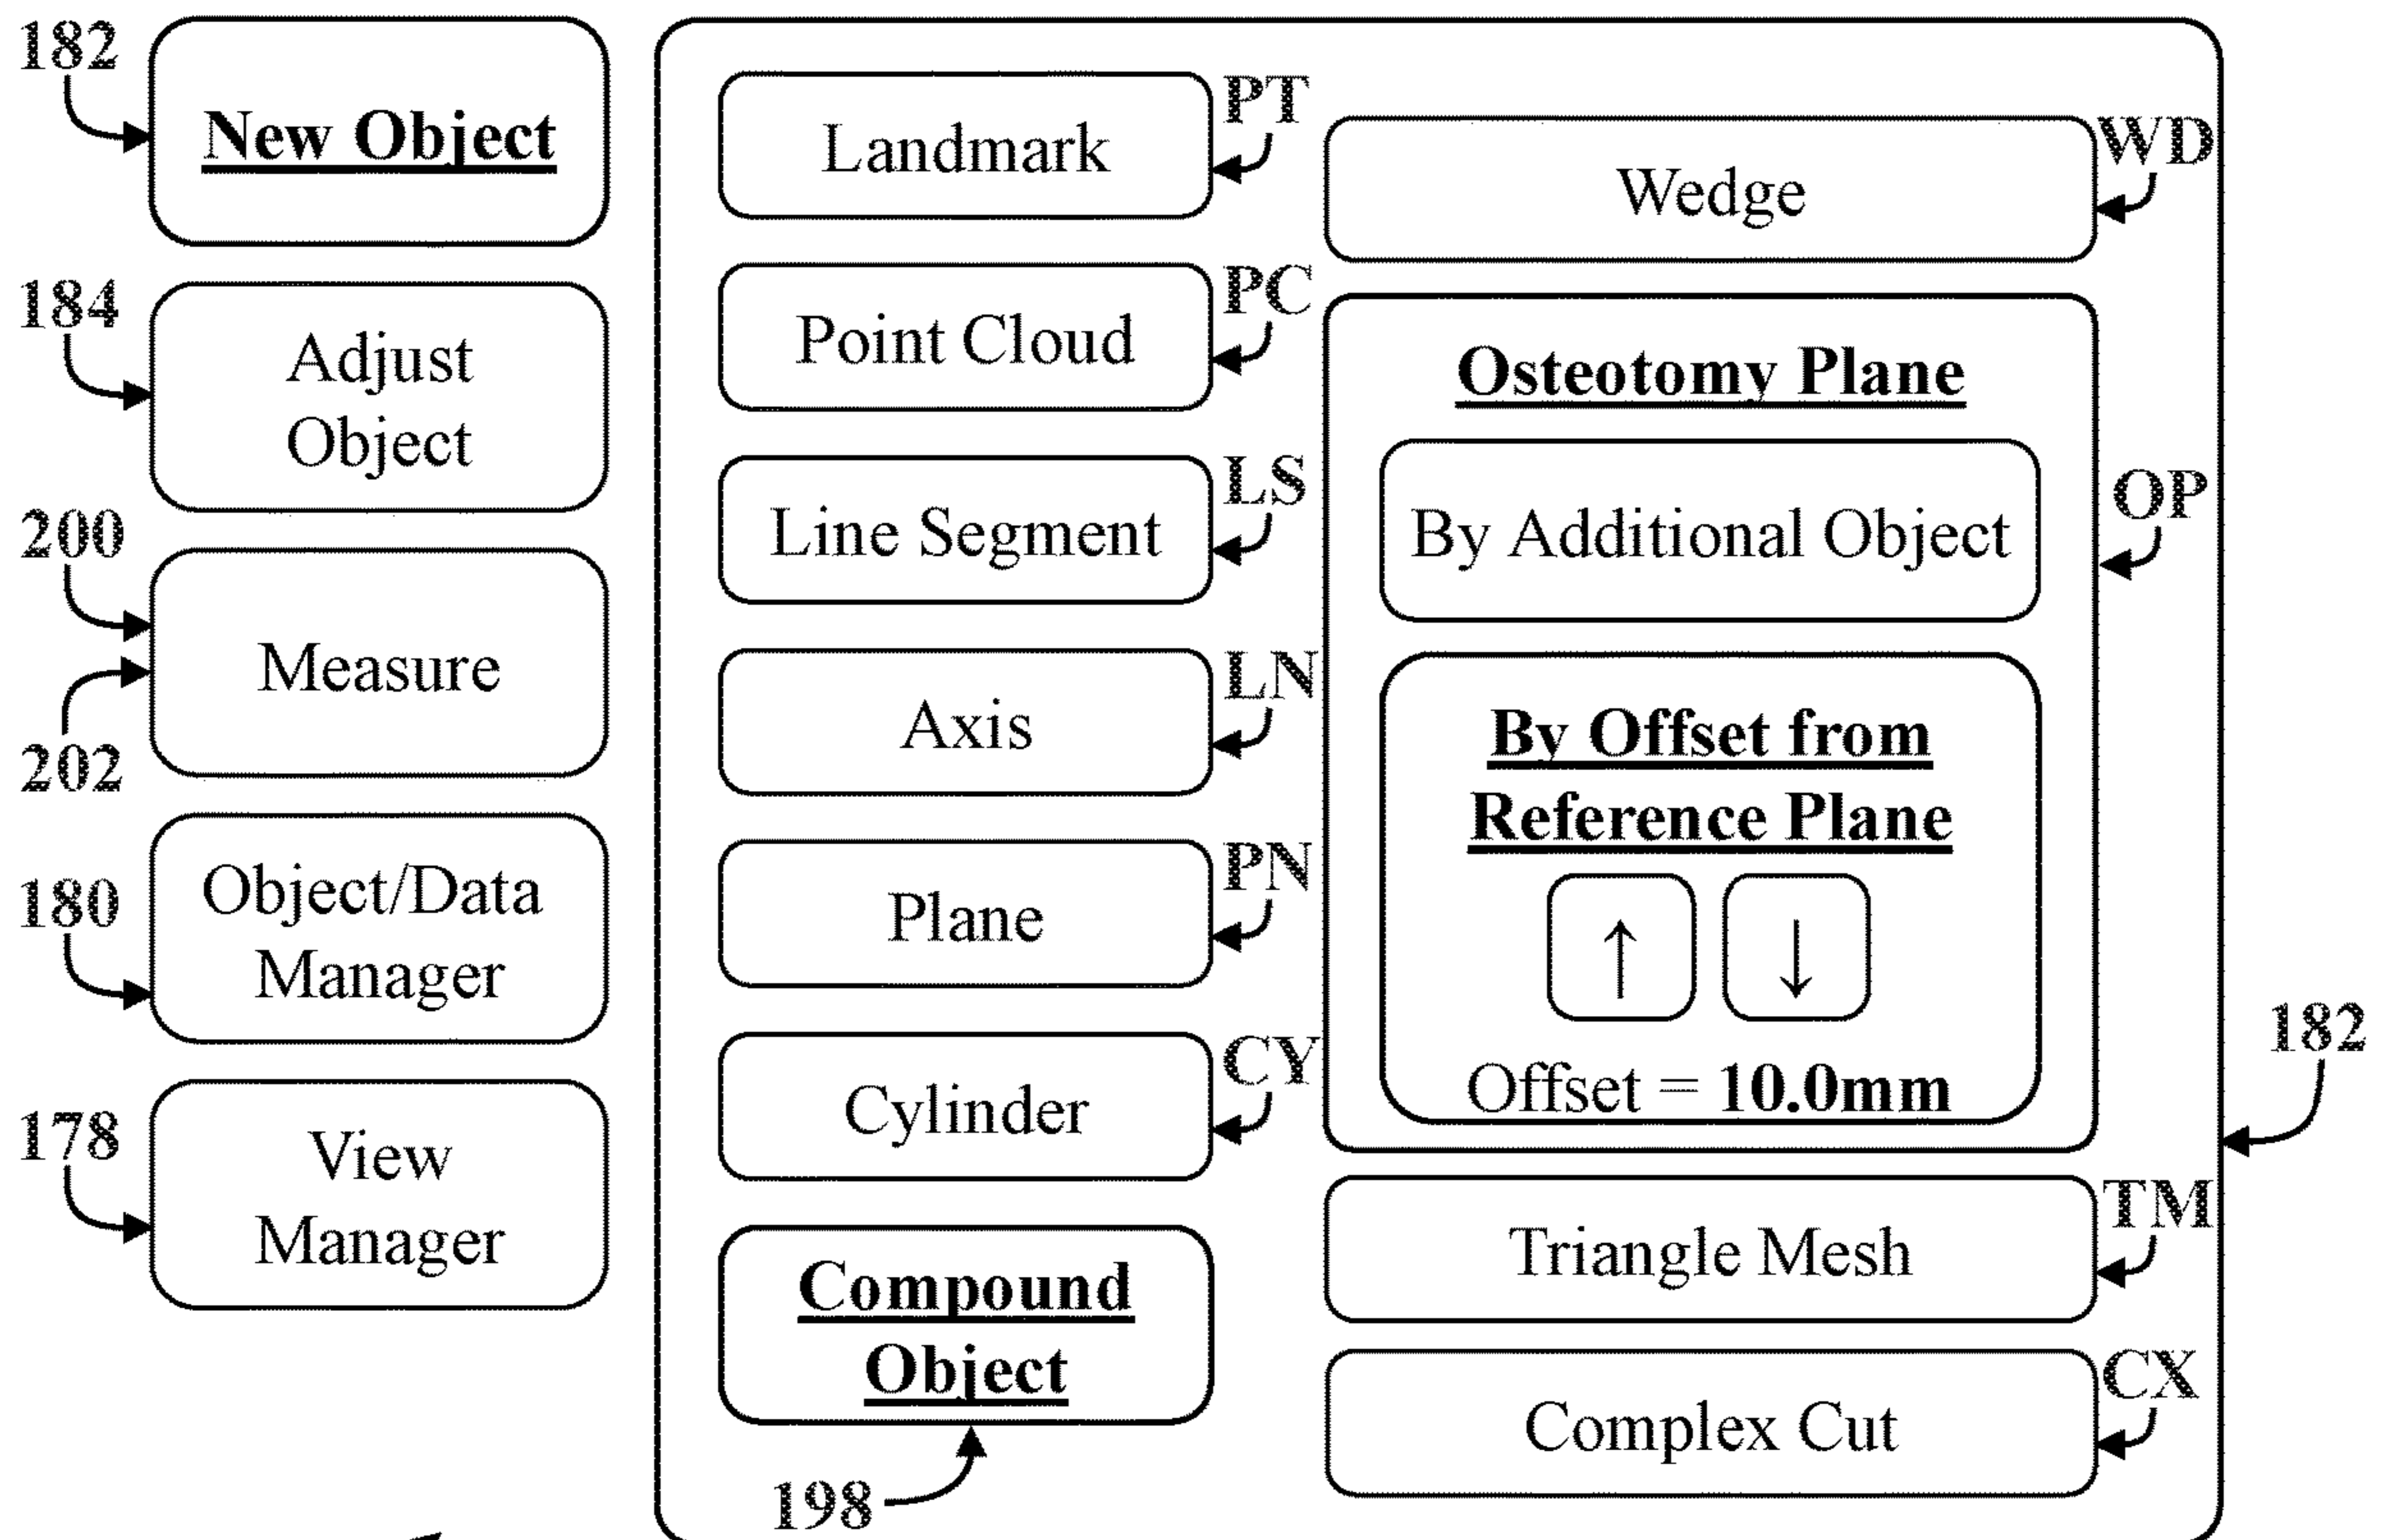 182
New Object
184
Adjust
Object
200
Measure
202
180
Object/Data
Manager
178
View
Manager
Landmark
PT
Point Cloud
PC
Line Segment
LS
Axis
LN
Plane
PN
Cylinder
CY
Compound
Object
198
Wedge
WD
Osteotomy Plane
By Additional Object
OP
By Offset from
Reference Plane
↑ ↓
Offset = 10.0mm
182
Triangle Mesh
TM
Complex Cut
CX